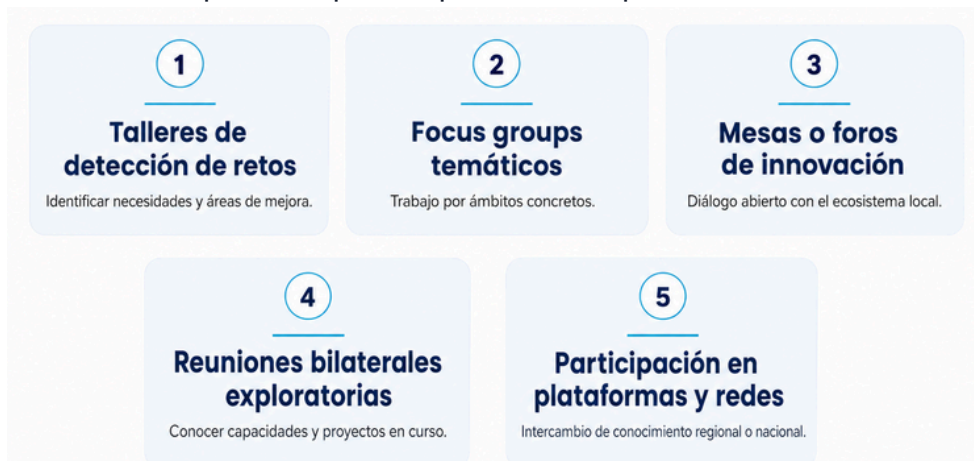 1
Talleres de
detección de retos
Identificar necesidades y áreas de mejora.
2
Focus groups
temáticos
Trabajo por ámbitos concretos.
3
Mesas o foros
de innovación
Diálogo abierto con el ecosistema local.
4
Reuniones bilaterales
exploratorias
Conocer capacidades y proyectos en curso.
5
Participación en
plataformas y redes
Intercambio de conocimiento regional o nacional.